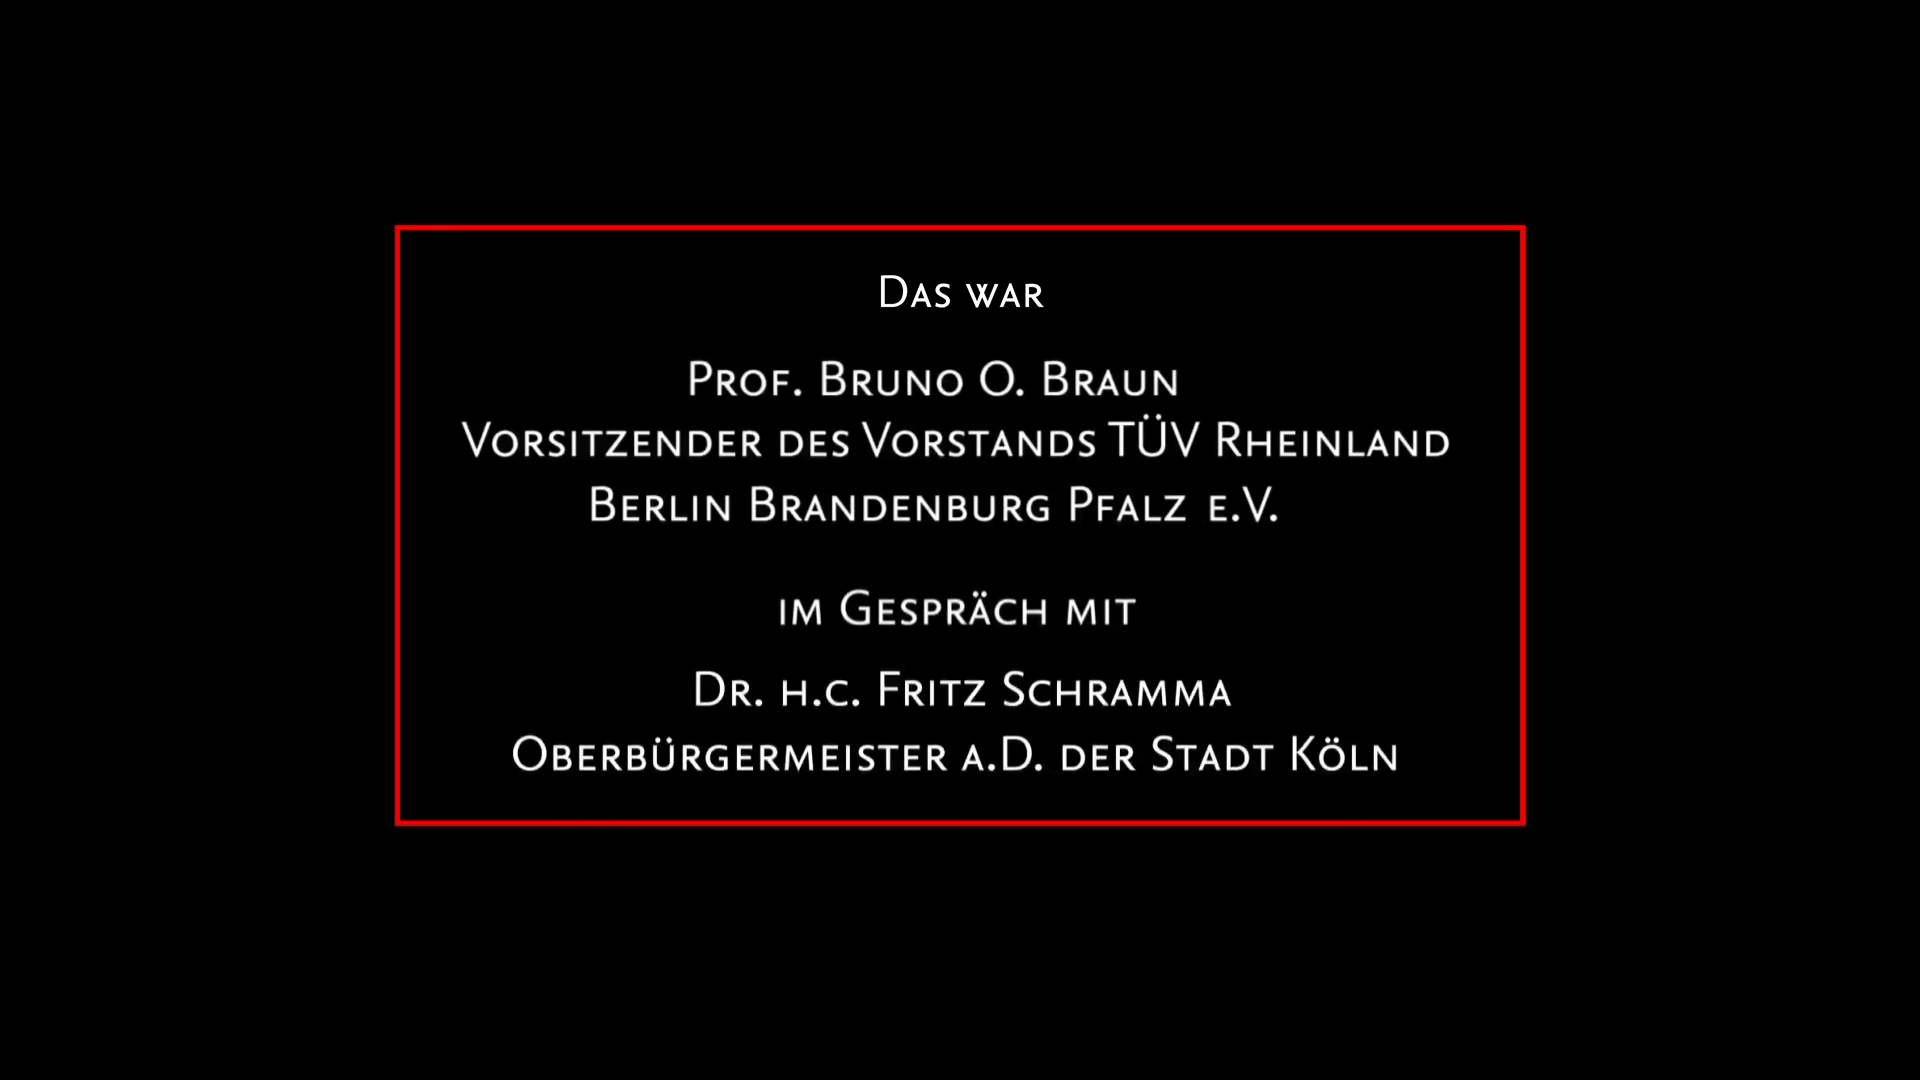 Das war
Prof. Bruno O. Braun
Vorsitzender des Vorstands TÜV Rheinland
Berlin Brandenburg Pfalz e.V.
im Gespräch mit
Dr. h.c. Fritz Schramma
Oberbürgermeister a.D. der Stadt Köln